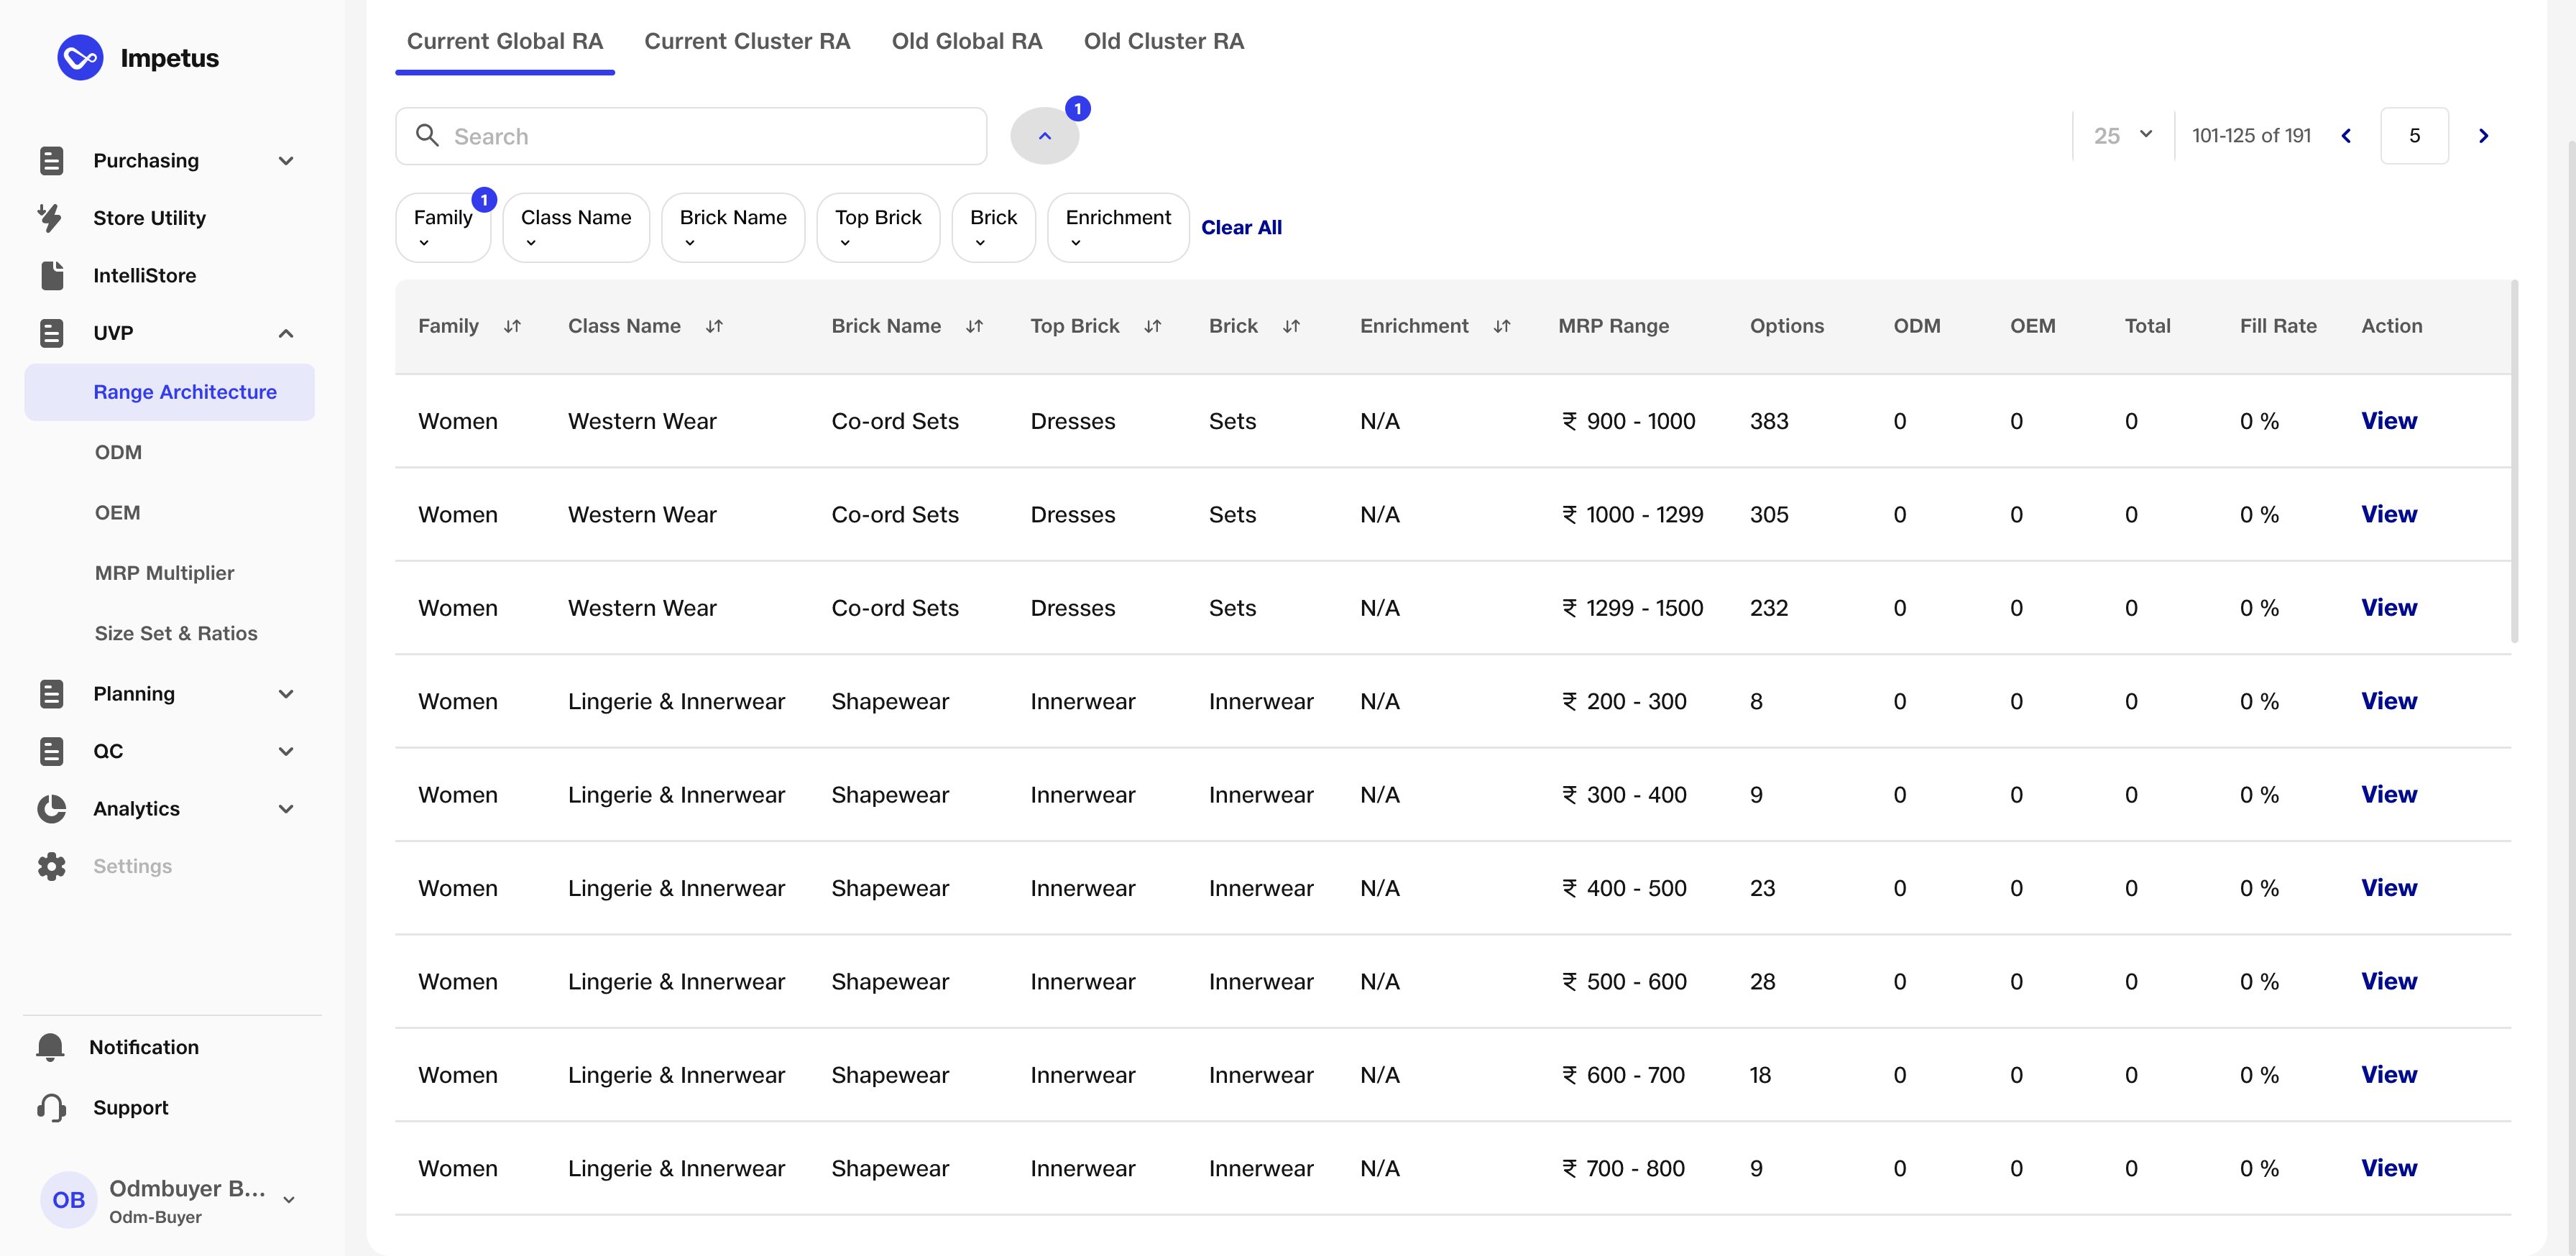 Impetus
Purchasing
Store Utility
IntelliStore
UVP
Range Architecture
ODM
OEM
MRP Multiplier
Size Set & Ratios
Planning
QC
Analytics
Settings
Notification
Support
OB
Odmbuyer B...
Odm-Buyer
Current Global RA Current Cluster RA Old Global RA Old Cluster RA
Search
1
25 101-125 of 191 5
Family 1 Class Name Brick Name Top Brick Brick Enrichment Clear All
Family Class Name Brick Name Top Brick Brick Enrichment MRP Range Options ODM OEM Total Fill Rate Action
Women Western Wear Co-ord Sets Dresses Sets N/A ₹ 900 - 1000 383 0 0 0 0 % View
Women Western Wear Co-ord Sets Dresses Sets N/A ₹ 1000 - 1299 305 0 0 0 0 % View
Women Western Wear Co-ord Sets Dresses Sets N/A ₹ 1299 - 1500 232 0 0 0 0 % View
Women Lingerie & Innerwear Shapewear Innerwear Innerwear N/A ₹ 200 - 300 8 0 0 0 0 % View
Women Lingerie & Innerwear Shapewear Innerwear Innerwear N/A ₹ 300 - 400 9 0 0 0 0 % View
Women Lingerie & Innerwear Shapewear Innerwear Innerwear N/A ₹ 400 - 500 23 0 0 0 0 % View
Women Lingerie & Innerwear Shapewear Innerwear Innerwear N/A ₹ 500 - 600 28 0 0 0 0 % View
Women Lingerie & Innerwear Shapewear Innerwear Innerwear N/A ₹ 600 - 700 18 0 0 0 0 % View
Women Lingerie & Innerwear Shapewear Innerwear Innerwear N/A ₹ 700 - 800 9 0 0 0 0 % View